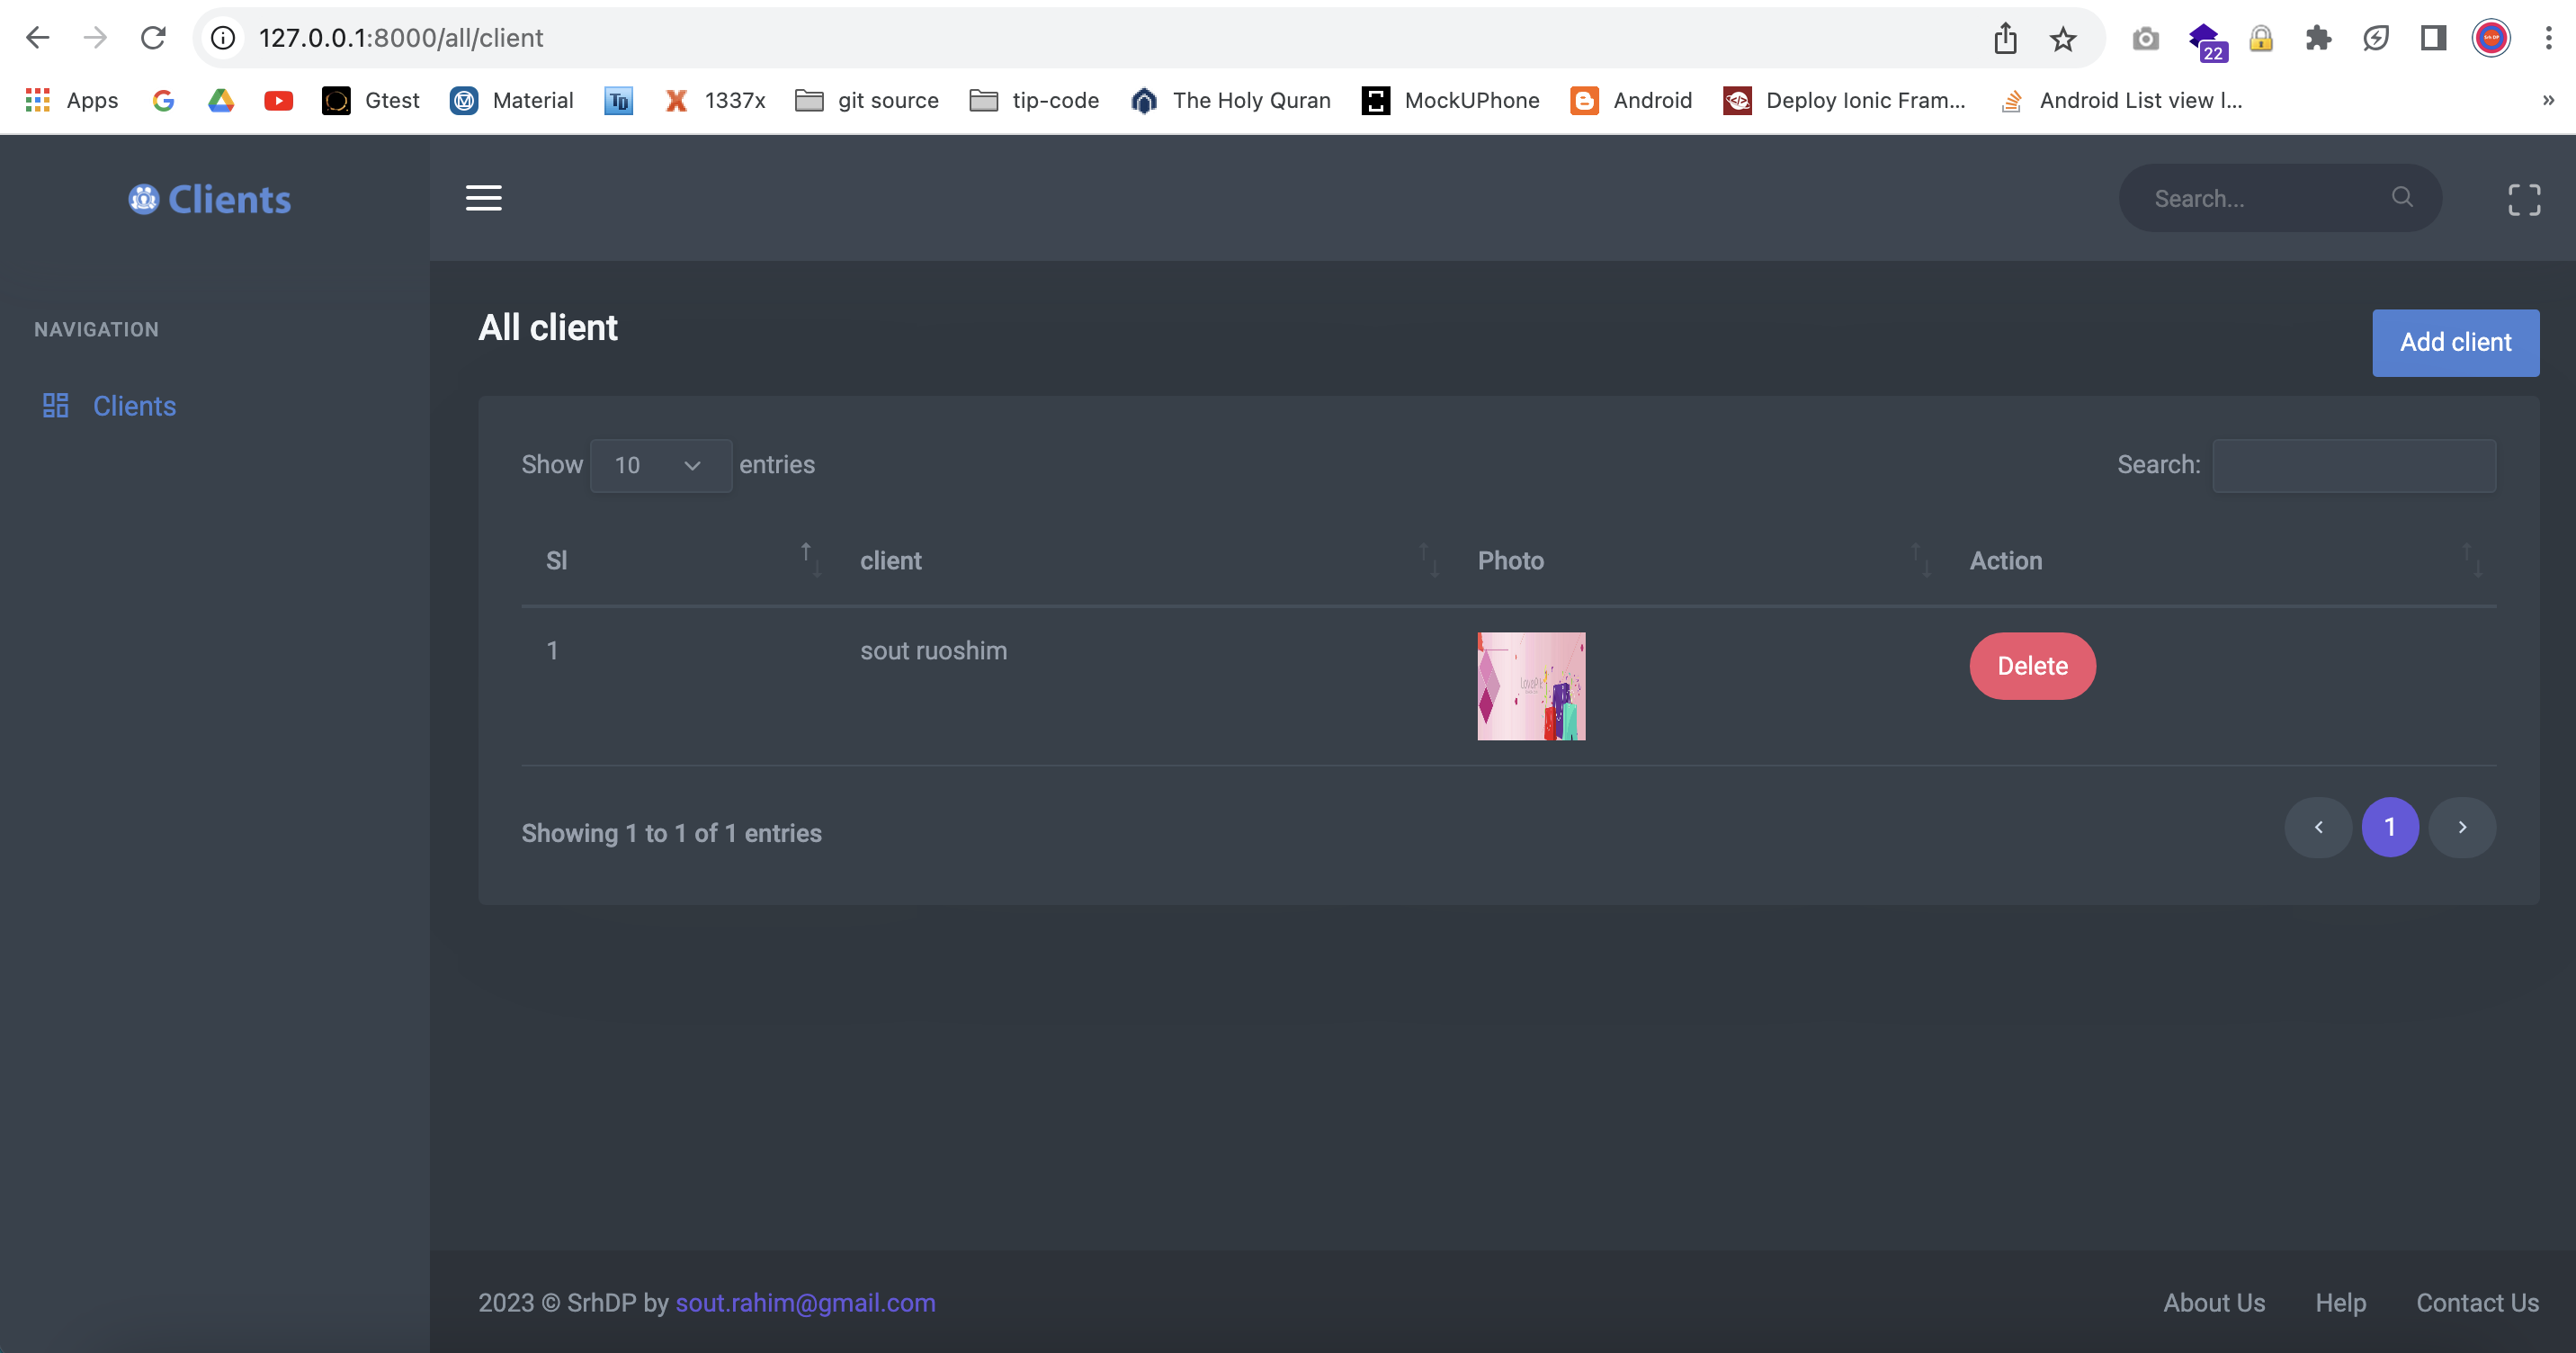 127.0.0.1:8000/all/client
22
Apps Gtest Material TD 1337x git source tip-code The Holy Quran MockUPhone Android Deploy Ionic Fram... Android List view l... »
Clients
Search...
NAVIGATION
Clients
All client
Add client
Show 10 entries
Search:
Sl client Photo Action
1 sout ruoshim Delete
Showing 1 to 1 of 1 entries
‹ 1 ›
2023 © SrhDP by sout.rahim@gmail.com
About Us Help Contact Us